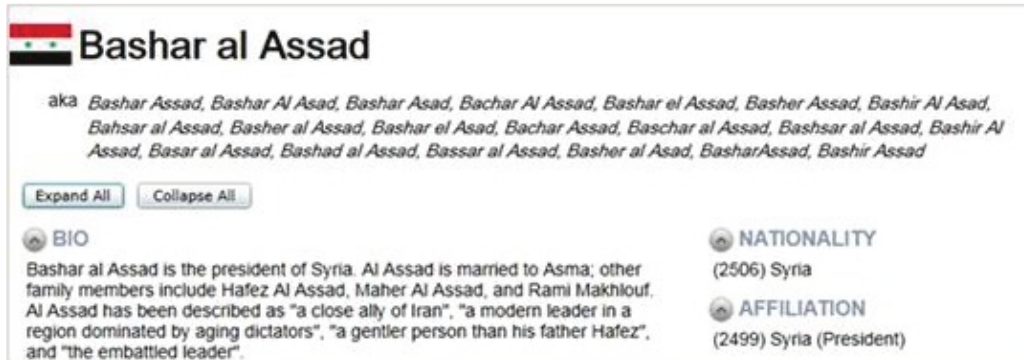 Bashar al Assad
aka Bashar Assad, Bashar Al Asad, Bashar Asad, Bachar Al Assad, Bashar el Assad, Basher Assad, Bashir Al Asad,
Bahsar al Assad, Basher al Assad, Bashar el Asad, Bachar Assad, Baschar al Assad, Bashsar al Assad, Bashir Al
Assad, Basar al Assad, Bashad al Assad, Bassar al Assad, Basher al Asad, BasharAssad, Bashir Assad
Expand All Collapse All
BIO
Bashar al Assad is the president of Syria. Al Assad is married to Asma; other
family members include Hafez Al Assad, Maher Al Assad, and Rami Makhlouf.
Al Assad has been described as "a close ally of Iran", "a modern leader in a
region dominated by aging dictators", "a gentler person than his father Hafez",
and "the embattled leader".
NATIONALITY
(2506) Syria
AFFILIATION
(2499) Syria (President)